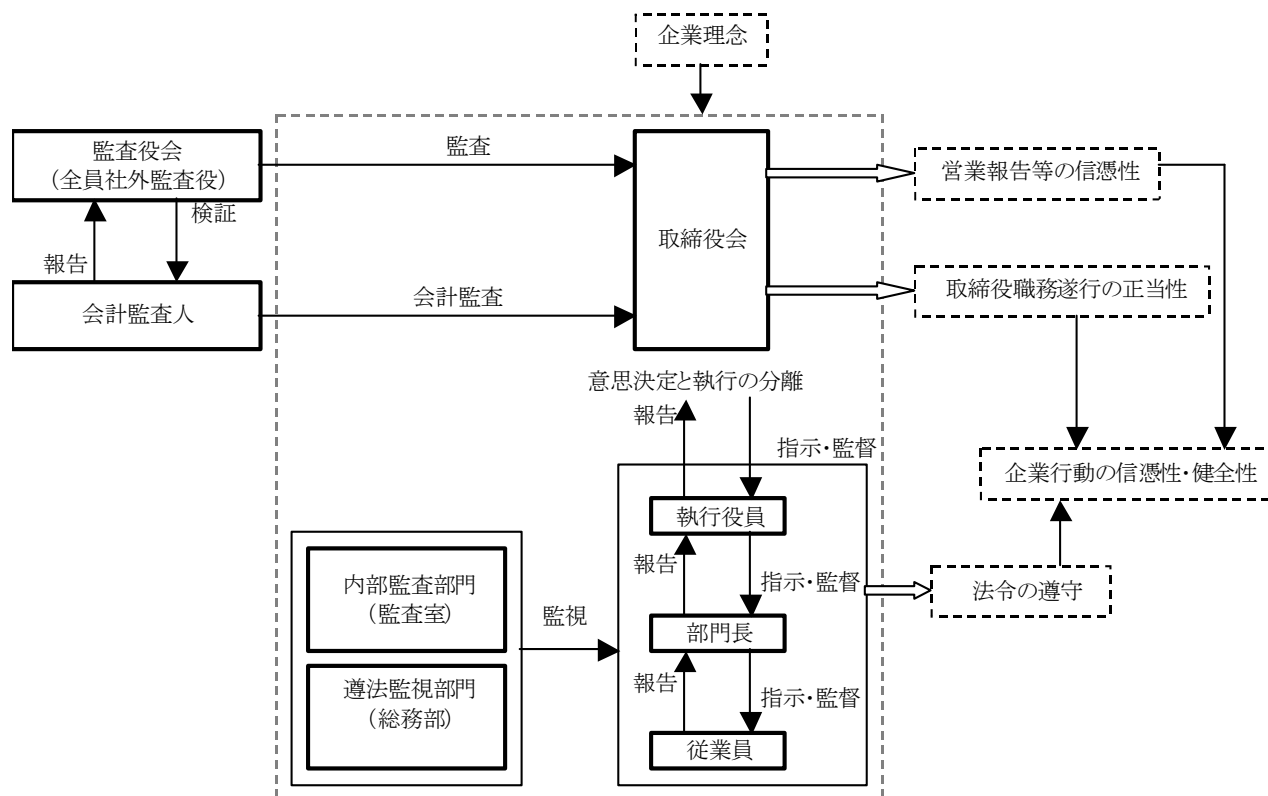 企業理念
監査役会
（全員社外監査役）
監査
検証
報告
会計監査人
会計監査
取締役会
営業報告等の信憑性
取締役職務遂行の正当性
意思決定と執行の分離
報告
指示・監督
企業行動の信憑性・健全性
執行役員
報告
指示・監督
法令の遵守
内部監査部門
（監査室）
監視
部門長
報告
指示・監督
遵法監視部門
（総務部）
従業員